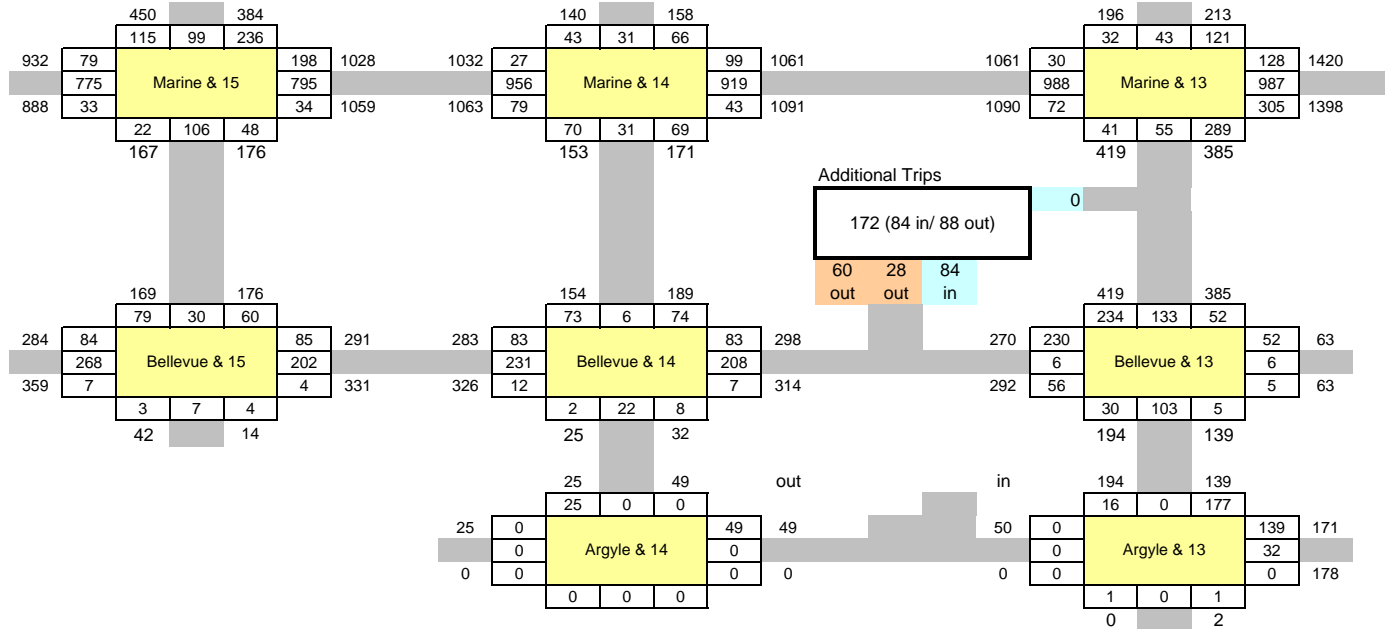 450 384 140 158 196 213
115 99 236 43 31 66 32 43 121
932 79 198 1028 1032 27 99 1061 1061 30 128 1420
775 Marine & 15 795 956 Marine & 14 919 988 Marine & 13 987
888 33 34 1059 1063 79 43 1091 1090 72 305 1398
22 106 48 70 31 69 41 55 289
167 176 153 171 419 385
Additional Trips
0
172 (84 in/ 88 out)
60 28 84
out out in
169 176 154 189 419 385
79 30 60 73 6 74 234 133 52
284 84 85 291 283 83 83 298 270 230 52 63
268 Bellevue & 15 202 231 Bellevue & 14 208 6 Bellevue & 13 6
359 7 4 331 326 12 7 314 292 56 5 63
3 7 4 2 22 8 30 103 5
42 14 25 32 194 139
25 49 out in 194 139
25 0 0 16 0 177
25 0 49 49 50 0 139 171
0 Argyle & 14 0 0 Argyle & 13 32
0 0 0 0 0 0 0 178
0 0 0 1 0 1
0 2